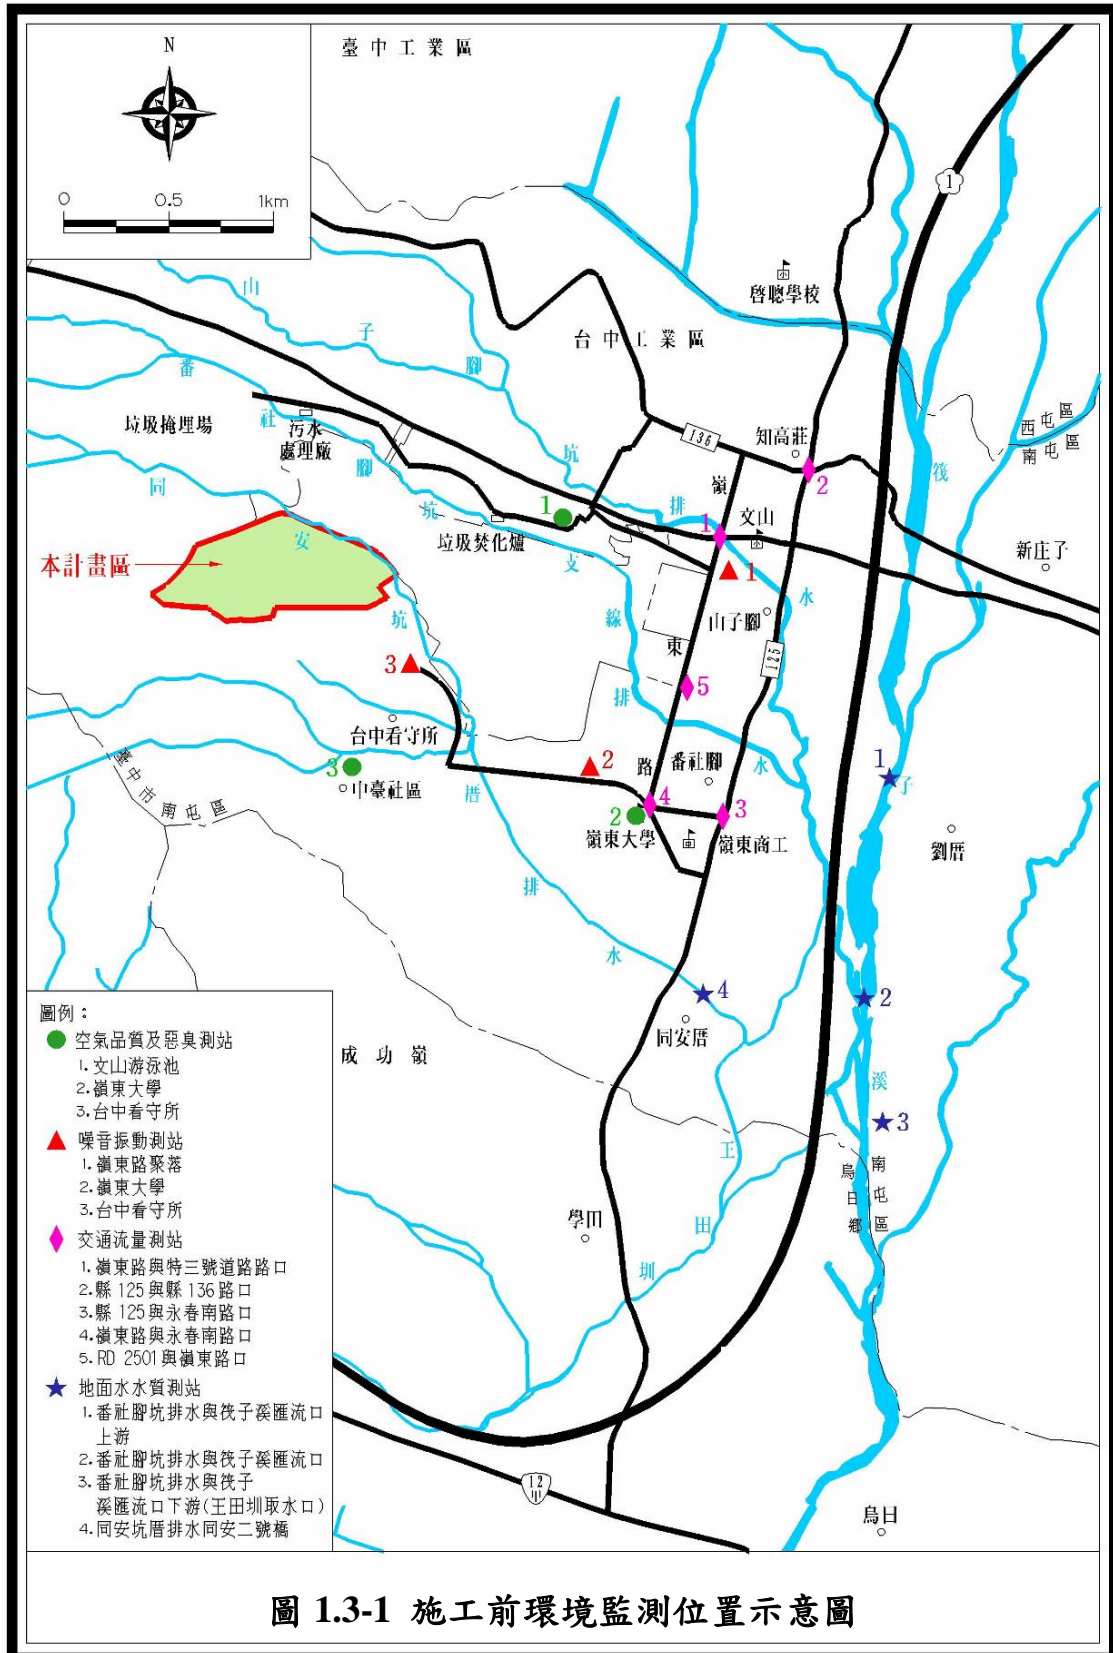 N
0 0.5 1km
臺中工業區
1
啓聰學校
台中工業區
山子腳坑排水
番社腳坑支線排水
垃圾掩埋場
污水
處理廠
136
知高莊
2
西屯區
南屯區
筏子溪
同安坑厝排水
1
垃圾焚化爐
嶺東路
1
文山
新庄子
本計畫區
1
山子腳
125
3
5
台中看守所
3
中臺社區
2
番社腳
1
臺中市南屯區
4
2
3
嶺東大學
嶺東商工
劉厝
4
2
同安厝
成功嶺
3
王田圳
烏日鄉
南屯區
學田
12
烏日
圖例：
空氣品質及惡臭測站
1.文山游泳池
2.嶺東大學
3.台中看守所
噪音振動測站
1.嶺東路聚落
2.嶺東大學
3.台中看守所
交通流量測站
1.嶺東路與特三號道路路口
2.縣 125與縣 136 路口
3.縣 125與永春南路口
4.嶺東路與永春南路口
5.RD 2501與嶺東路口
地面水水質測站
1.番社腳坑排水與筏子溪匯流口
上游
2.番社腳坑排水與筏子溪匯流口
3.番社腳坑排水與筏子
溪匯流口下游(王田圳取水口)
4.同安坑厝排水同安二號橋
圖 1.3-1 施工前環境監測位置示意圖